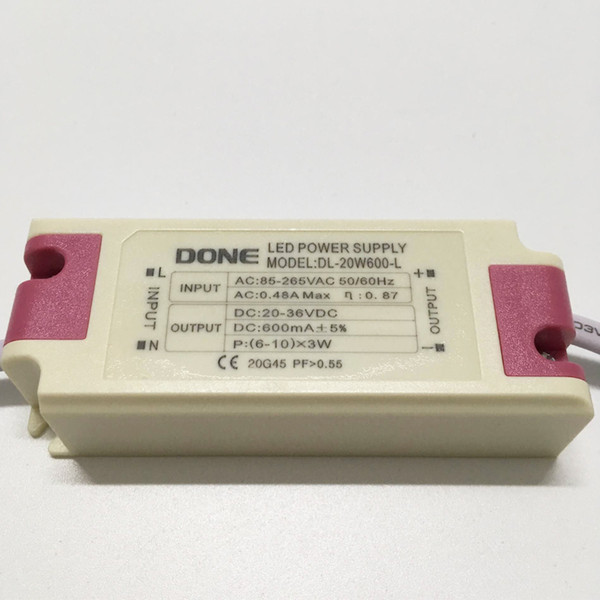 DONE LED POWER SUPPLY
MODEL:DL-20W600-L
L +
INPUT AC:85-265VAC 50/60Hz
AC:0.48A Max η:0.87
OUTPUT DC:20-36VDC
DC:600mA±5%
P:(6-10)×3W
N −
INPUT
OUTPUT
CE 20G45 PF>0.55